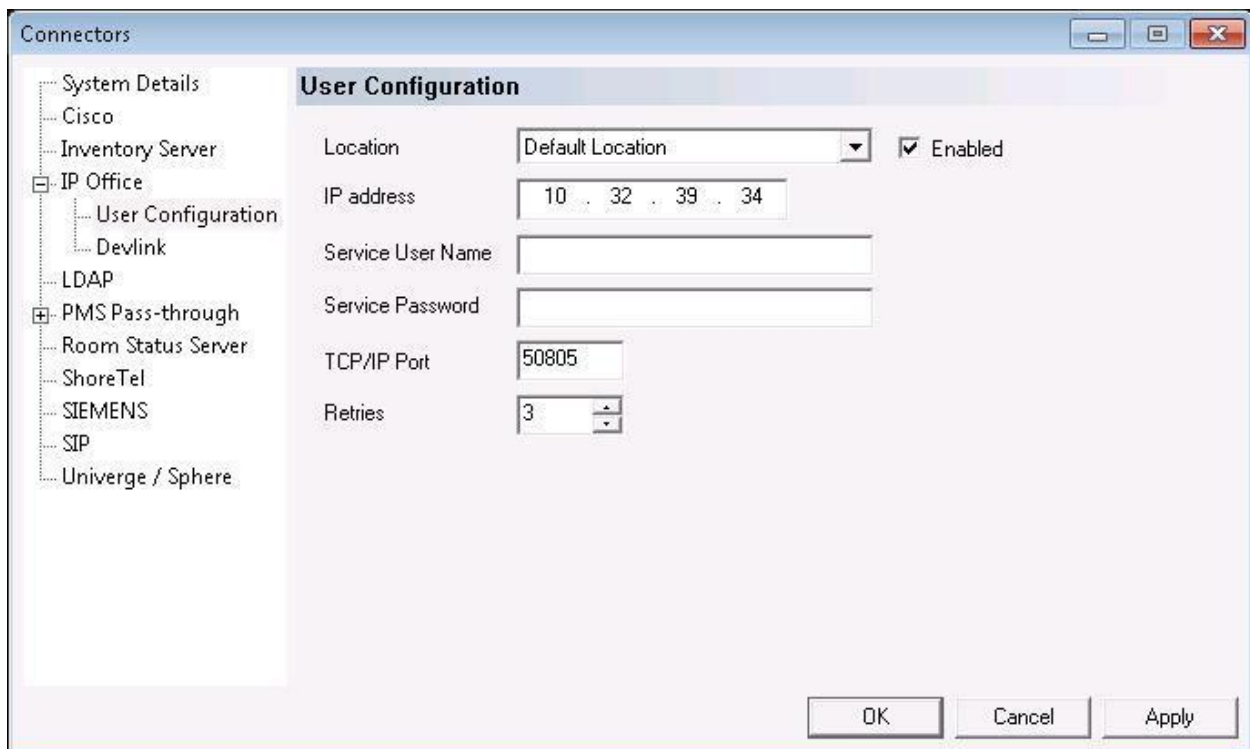 Connectors
System Details
Cisco
Inventory Server
IP Office
User Configuration
Devlink
LDAP
PMS Pass-through
Room Status Server
ShoreTel
SIEMENS
SIP
Univerge / Sphere
User Configuration
Location Default Location Enabled
IP address 10 . 32 . 39 . 34
Service User Name
Service Password
TCP/IP Port 50805
Retries 3
OK Cancel Apply